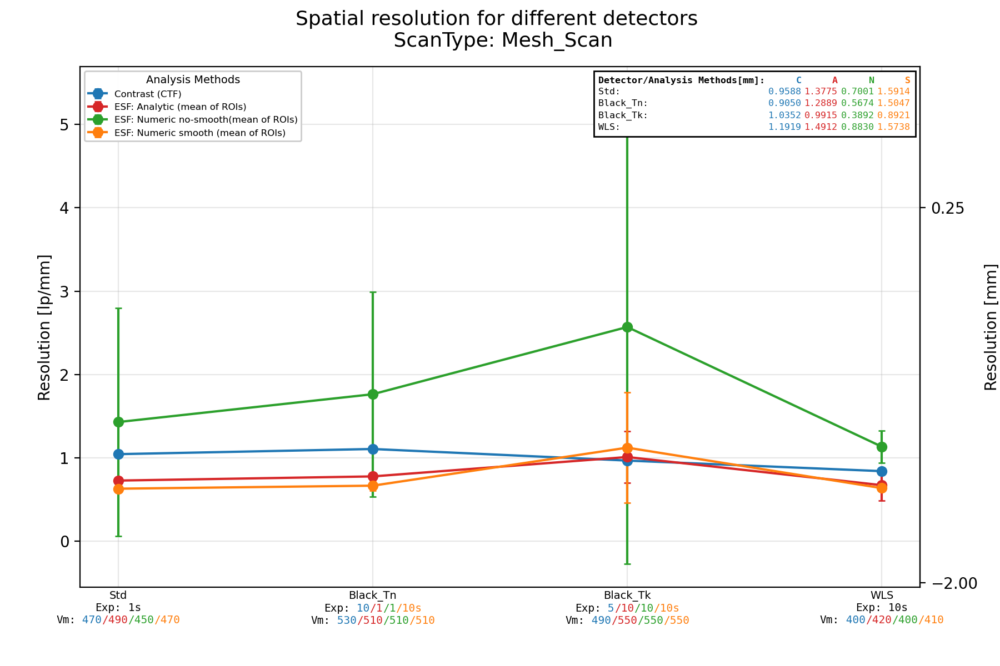 Spatial resolution for different detectors
ScanType: Mesh_Scan
Analysis Methods
Contrast (CTF)
ESF: Analytic (mean of ROIs)
ESF: Numeric no-smooth(mean of ROIs)
ESF: Numeric smooth (mean of ROIs)
Detector/Analysis Methods[mm]: C A N S
Std: 0.9588 1.3775 0.7001 1.5914
Black_Tn: 0.9050 1.2889 0.5674 1.5047
Black_Tk: 1.0352 0.9915 0.3892 0.8921
WLS: 1.1919 1.4912 0.8830 1.5738
Resolution [lp/mm]
5
4
3
2
1
0
0.25
−2.00
Resolution [mm]
Std
Exp: 1s
Vm: 470/490/450/470
Black_Tn
Exp: 10/1/1/10s
Vm: 530/510/510/510
Black_Tk
Exp: 5/10/10/10s
Vm: 490/550/550/550
WLS
Exp: 10s
Vm: 400/420/400/410